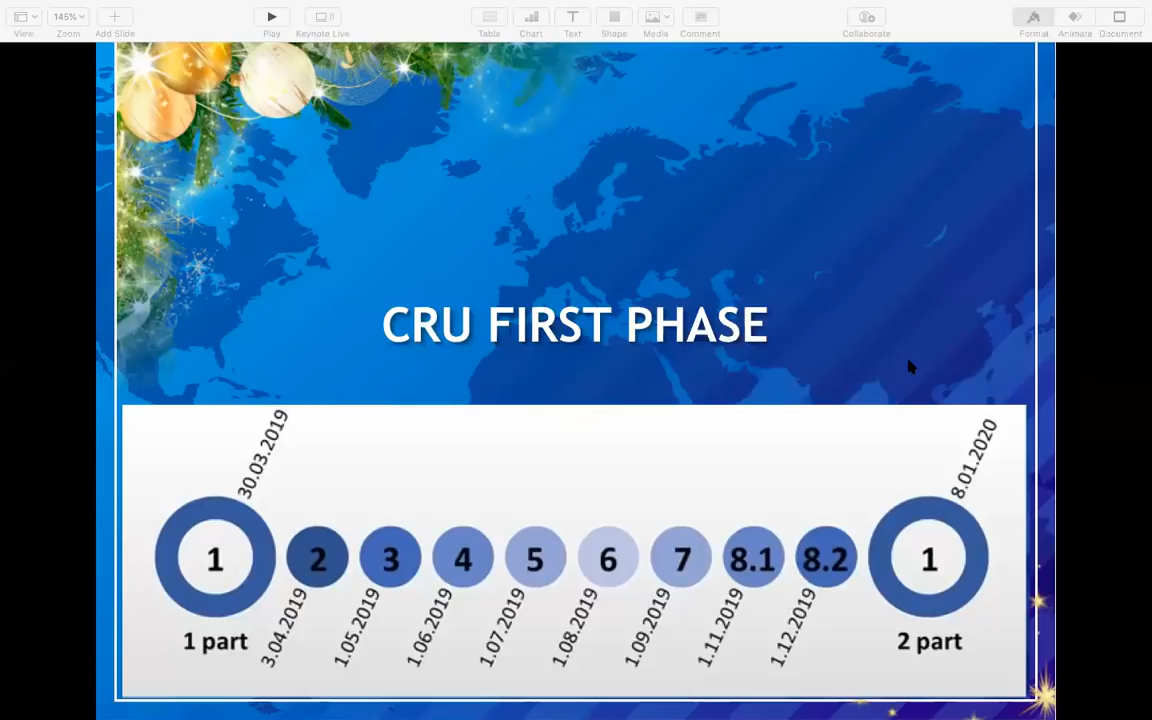 145%
View
Zoom
Add Slide
Play
Keynote Live
Table
Chart
Text
Shape
Media
Comment
Collaborate
Format
Animate
Document
CRU FIRST PHASE
30.03.2019
8.01.2020
1
2
3
4
5
6
7
8.1
8.2
1
3.04.2019
1.05.2019
1.06.2019
1.07.2019
1.08.2019
1.09.2019
1.11.2019
1.12.2019
1 part
2 part